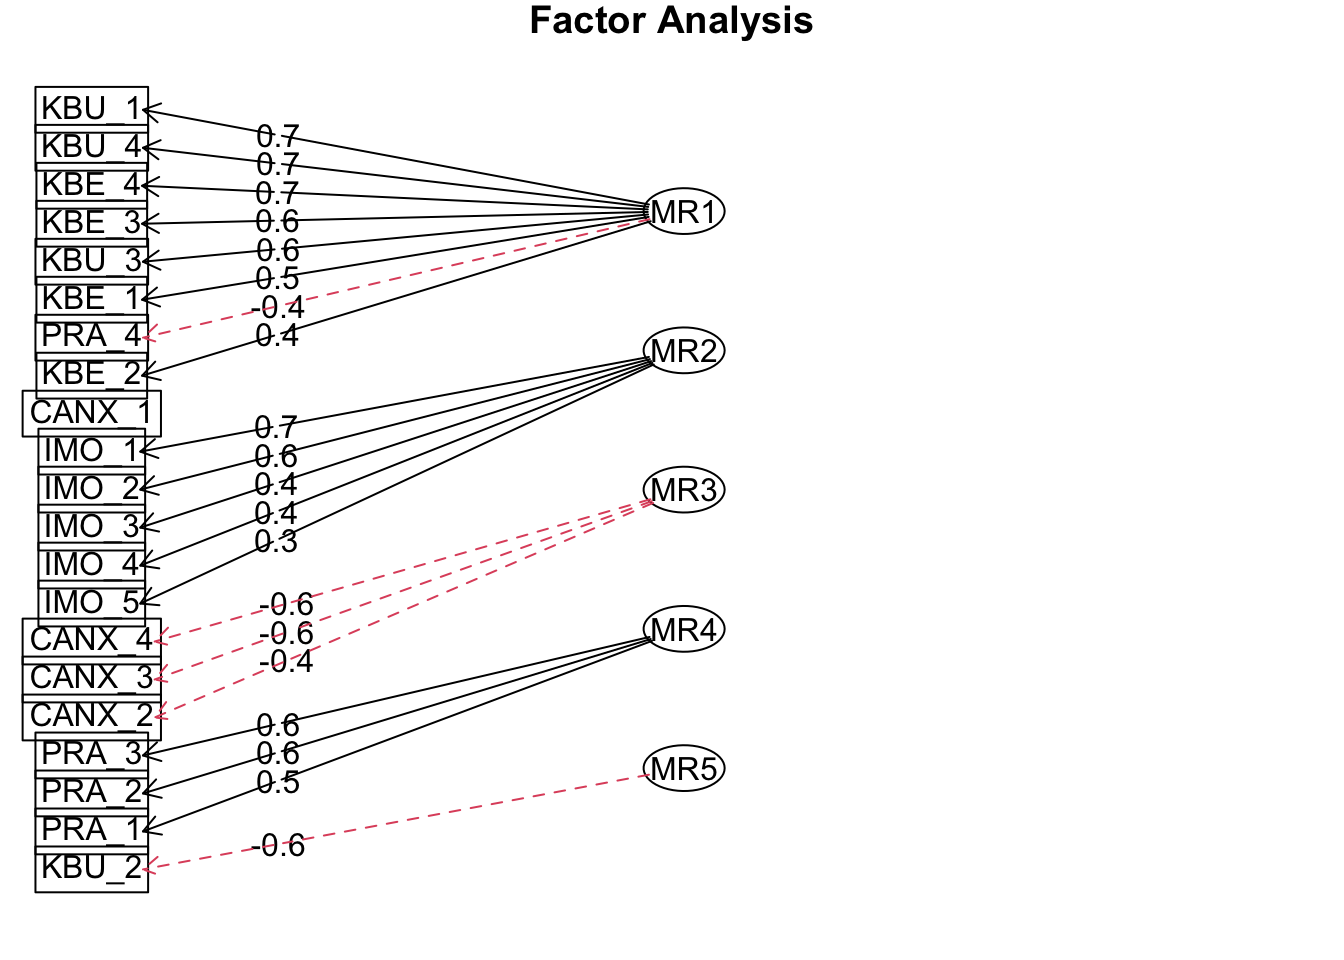 Factor Analysis
KBU_1
KBU_4
KBE_4
KBE_3
KBU_3
KBE_1
PRA_4
KBE_2
CANX_1
IMO_1
IMO_2
IMO_3
IMO_4
IMO_5
CANX_4
CANX_3
CANX_2
PRA_3
PRA_2
PRA_1
KBU_2
0.7
0.7
0.7
0.6
0.6
0.5
-0.4
0.4
0.7
0.6
0.4
0.4
0.3
-0.6
-0.6
-0.4
0.6
0.6
0.5
-0.6
MR1
MR2
MR3
MR4
MR5